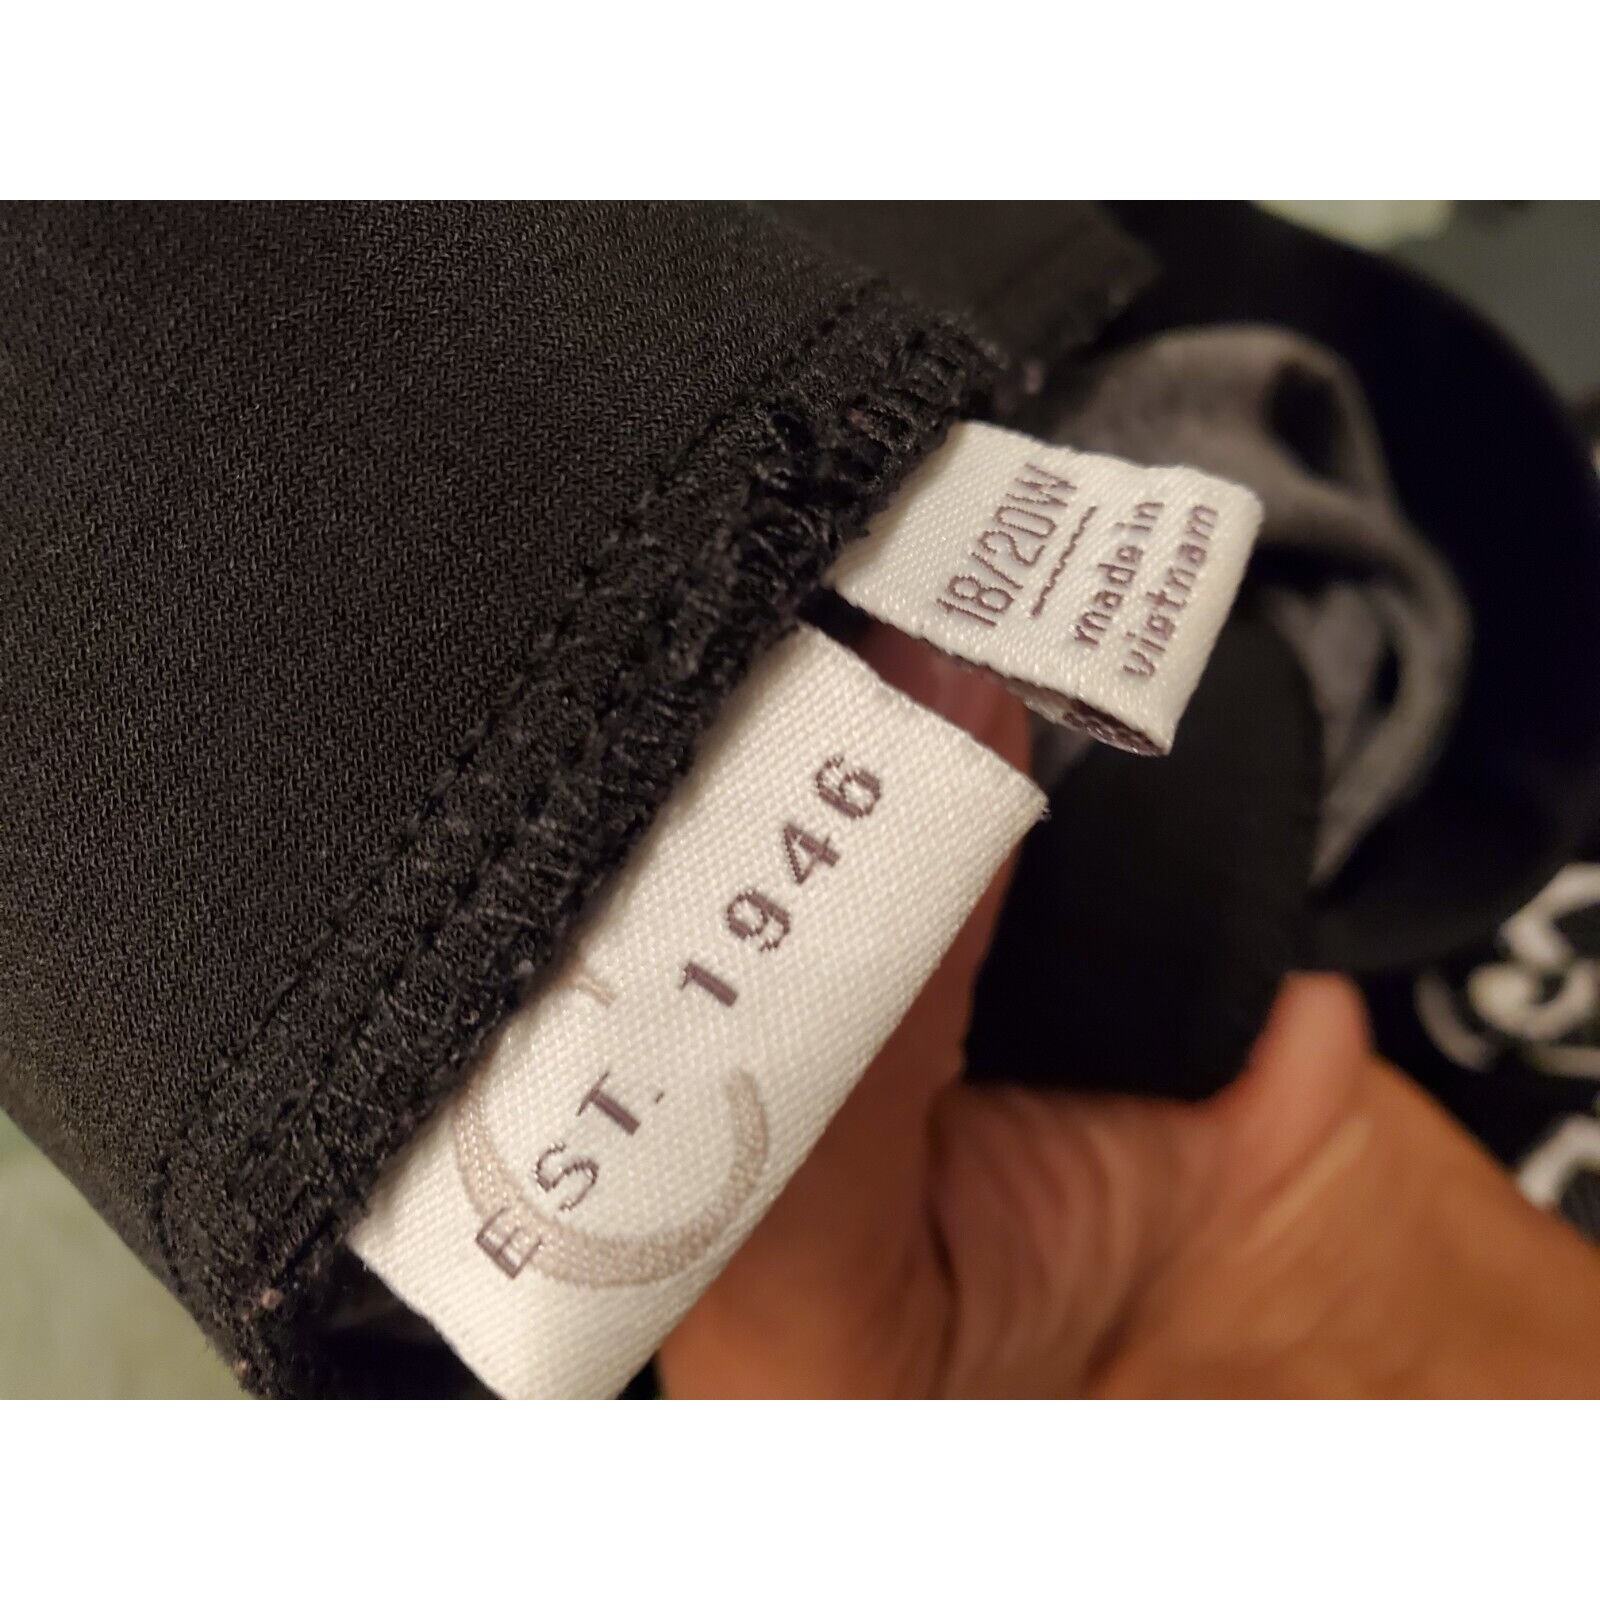 18/20W
made in
vietnam
EST. 1946